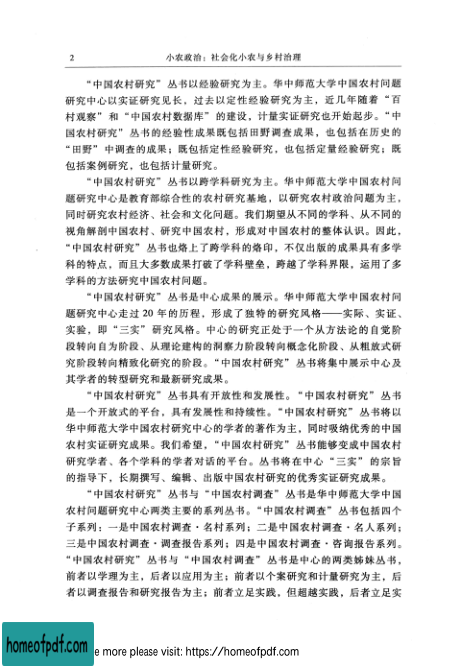 2
小农政治：社会化小农与乡村治理
“中国农村研究” 丛书以经验研究为主。华中师范大学中国农村问题
研究中心以实证研究见长，过去以定性经验研究为主，近几年随着 “百
村观察” 和 “中国农村数据库” 的建设，计量实证研究也开始起步。“中
国农村研究” 丛书的经验性成果既包括田野调查成果，也包括在历史的
“田野” 中调查的成果；既包括定性经验研究，也包括定量经验研究；既
包括案例研究，也包括计量研究。
“中国农村研究” 丛书以跨学科研究为主。华中师范大学中国农村问
题研究中心是教育部综合性的农村研究基地，以研究农村政治问题为主，
同时研究农村经济、社会和文化问题。我们期望从不同的学科、从不同的
视角解剖中国农村、研究中国农村，形成对中国农村的整体认识。因此，
“中国农村研究” 丛书也烙上了跨学科的烙印，不仅出版的成果具有多学
科的特点，而且大多数成果打破了学科壁垒，跨越了学科界限，运用了多
学科的方法研究中国农村问题。
“中国农村研究” 丛书是中心成果的展示。华中师范大学中国农村问
题研究中心走过 20 年的历程，形成了独特的研究风格——实际、实证、
实验，即 “三实” 研究风格。中心的研究正处于一个从方法论的自觉阶
段转向自为阶段、从理论建构的洞察力阶段转向概念化阶段、从粗放式研
究阶段转向精致化研究的阶段。“中国农村研究” 丛书将集中展示中心及
其学者的转型研究和最新研究成果。
“中国农村研究” 丛书具有开放性和发展性。“中国农村研究” 丛书
是一个开放式的平台，具有发展性和持续性。“中国农村研究” 丛书将以
华中师范大学中国农村研究中心的学者的著作为主，同时吸纳优秀的中国
农村实证研究成果。我们希望，“中国农村研究” 丛书能够变成中国农村
研究学者、各个学科的学者对话的平台。丛书将在中心 “三实” 的宗旨
的指导下，长期撰写、编辑、出版中国农村研究的优秀实证研究成果。
“中国农村研究” 丛书与 “中国农村调查” 丛书是华中师范大学中国
农村问题研究中心两类主要的系列丛书。“中国农村调查” 丛书包括四个
子系列：一是中国农村调查·名村系列；二是中国农村调查·名人系列；
三是中国农村调查·调查报告系列；四是中国农村调查·咨询报告系列。
“中国农村研究” 丛书与 “中国农村调查” 丛书是中心的两类姊妹丛书，
前者以学理为主，后者以应用为主；前者以个案研究和计量研究为主，后
者以调查报告和研究报告为主；前者立足实践，但超越实践，后者立足实
homeofpdf.com
e more please visit: https://homeofpdf.com